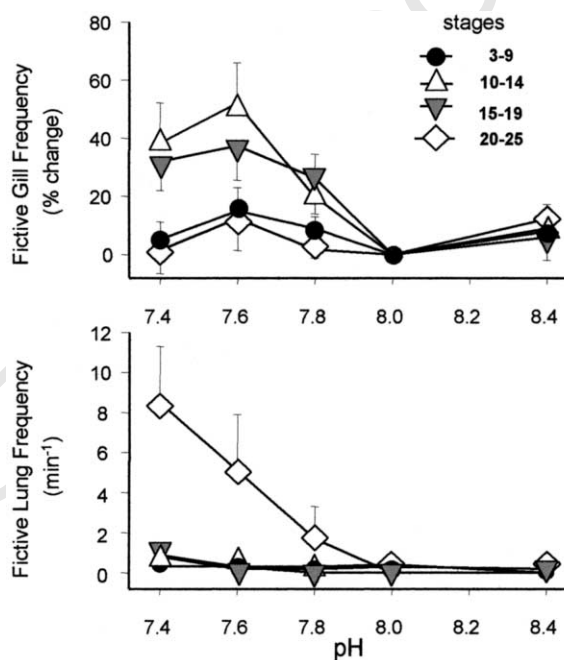 stages
3-9
10-14
15-19
20-25
Fictive Gill Frequency
(% change)
80
60
40
20
0
7.4 7.6 7.8 8.0 8.2 8.4
Fictive Lung Frequency
(min-1)
12
10
8
6
4
2
0
7.4 7.6 7.8 8.0 8.2 8.4
pH